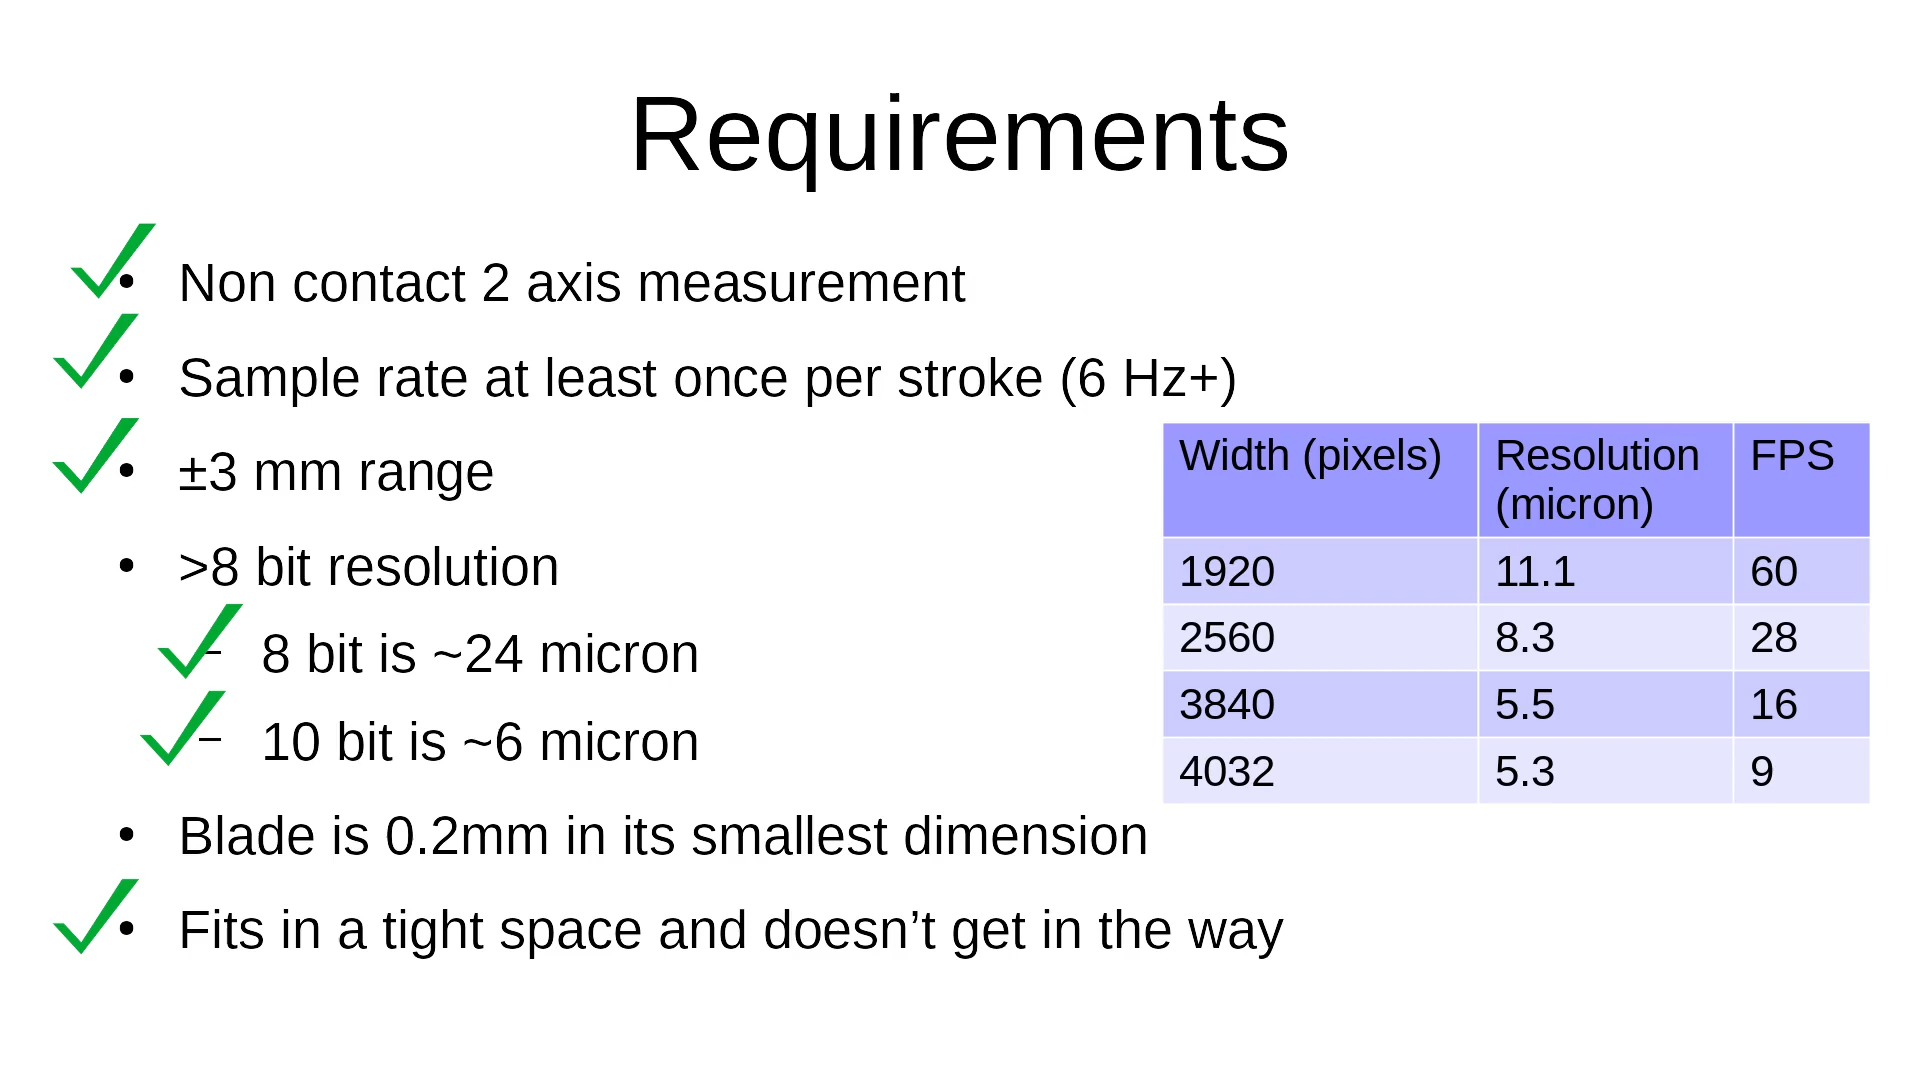 Requirements
• Non contact 2 axis measurement
• Sample rate at least once per stroke (6 Hz+)
• ±3 mm range
• >8 bit resolution
– 8 bit is ~24 micron
– 10 bit is ~6 micron
• Blade is 0.2mm in its smallest dimension
• Fits in a tight space and doesn’t get in the way
Width (pixels) Resolution (micron) FPS
1920 11.1 60
2560 8.3 28
3840 5.5 16
4032 5.3 9